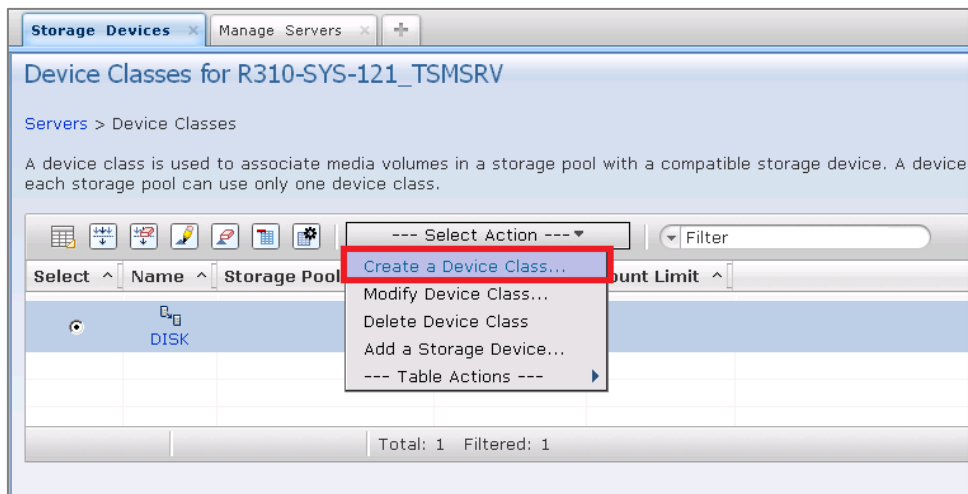 Storage Devices × Manage Servers × +
Device Classes for R310-SYS-121_TSMSRV
Servers > Device Classes
A device class is used to associate media volumes in a storage pool with a compatible storage device. A device
each storage pool can use only one device class.
--- Select Action --- Filter
Select ^ Name ^ Storage Pool ount Limit ^
Create a Device Class...
Modify Device Class...
DISK
Delete Device Class
Add a Storage Device...
--- Table Actions ---
Total: 1 Filtered: 1